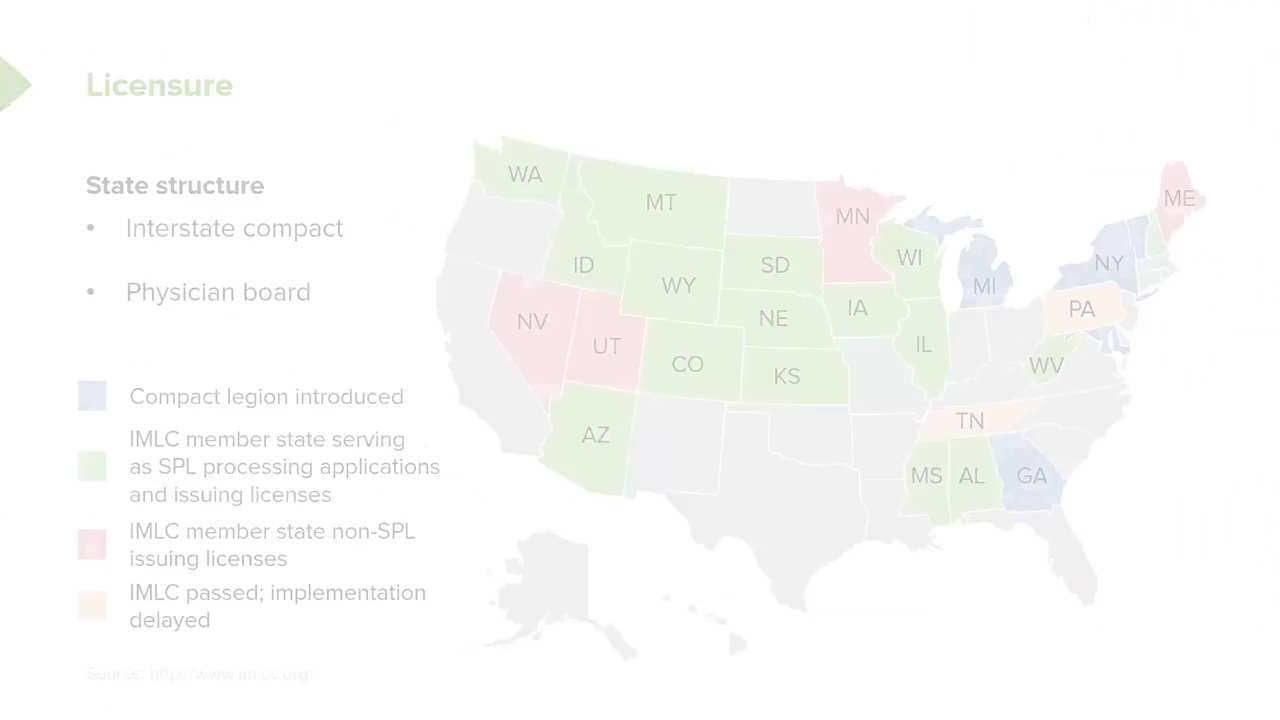 Licensure
State structure
• Interstate compact
• Physician board
Compact legion introduced
IMLC member state serving
as SPL processing applications
and issuing licenses
IMLC member state non-SPL
issuing licenses
IMLC passed; implementation
delayed
Source: http://www.imlcc.org/
WA
MT
MN
ME
ID
SD
WI
NY
WY
MI
NV
NE
IA
PA
UT
IL
CO
KS
WV
AZ
TN
MS
AL
GA